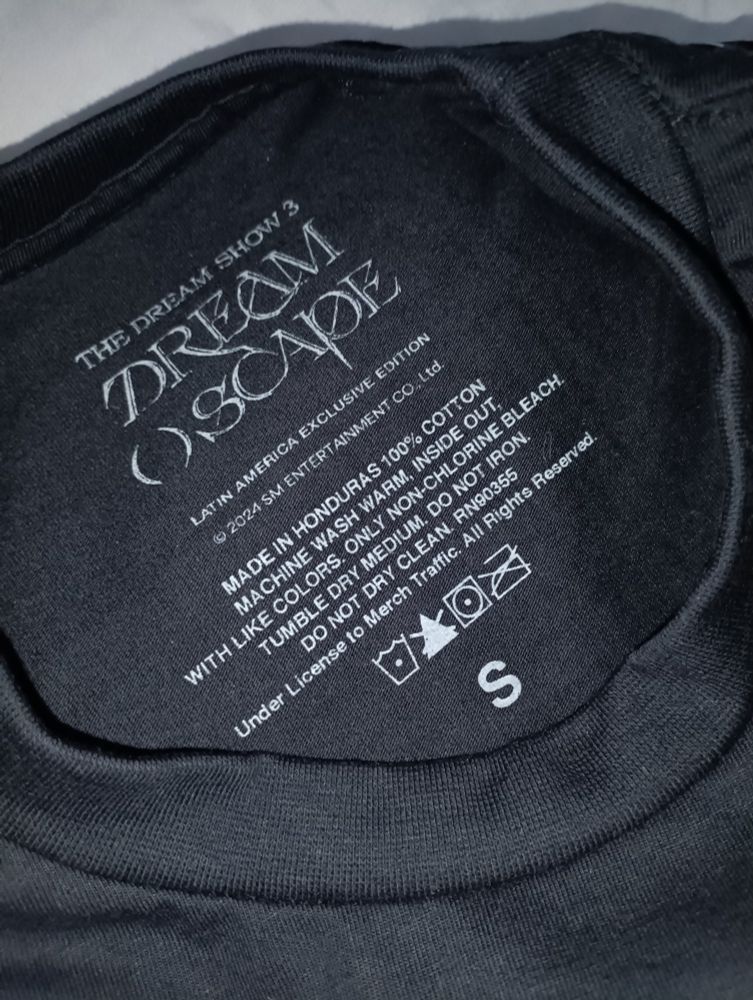 THE DREAM SHOW 3
DREAM
( ) SCAPE
LATIN AMERICA EXCLUSIVE EDITION
© 2024 SM ENTERTAINMENT CO., Ltd.
MADE IN HONDURAS 100% COTTON
MACHINE WASH WARM, INSIDE OUT,
WITH LIKE COLORS. ONLY NON-CHLORINE BLEACH.
TUMBLE DRY MEDIUM. DO NOT IRON.
DO NOT DRY CLEAN. RN90355
Under License to Merch Traffic. All Rights Reserved.
S